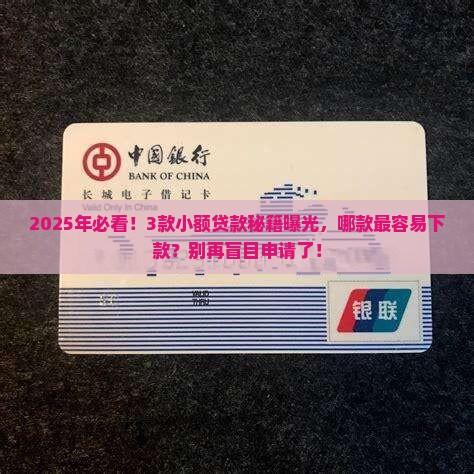 中国银行
BANK OF CHINA
长城电子借记卡
Valid Only in China
2025年必看！3款小额贷款秘籍曝光，哪款最容易下
款？别再盲目申请了！
VALID
THRU
银联